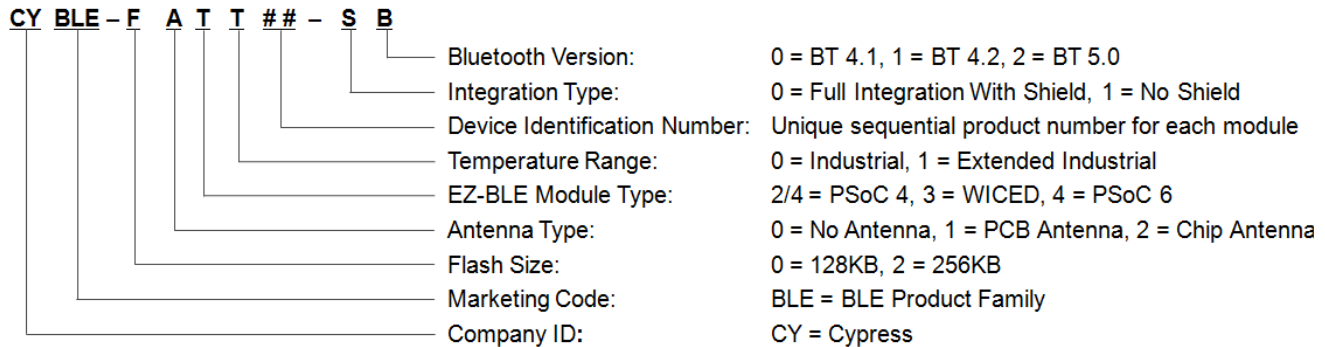 CY BLE – F A T T ## – S B
Bluetooth Version: 0 = BT 4.1, 1 = BT 4.2, 2 = BT 5.0
Integration Type: 0 = Full Integration With Shield, 1 = No Shield
Device Identification Number: Unique sequential product number for each module
Temperature Range: 0 = Industrial, 1 = Extended Industrial
EZ-BLE Module Type: 2/4 = PSoC 4, 3 = WICED, 4 = PSoC 6
Antenna Type: 0 = No Antenna, 1 = PCB Antenna, 2 = Chip Antenna
Flash Size: 0 = 128KB, 2 = 256KB
Marketing Code: BLE = BLE Product Family
Company ID: CY = Cypress